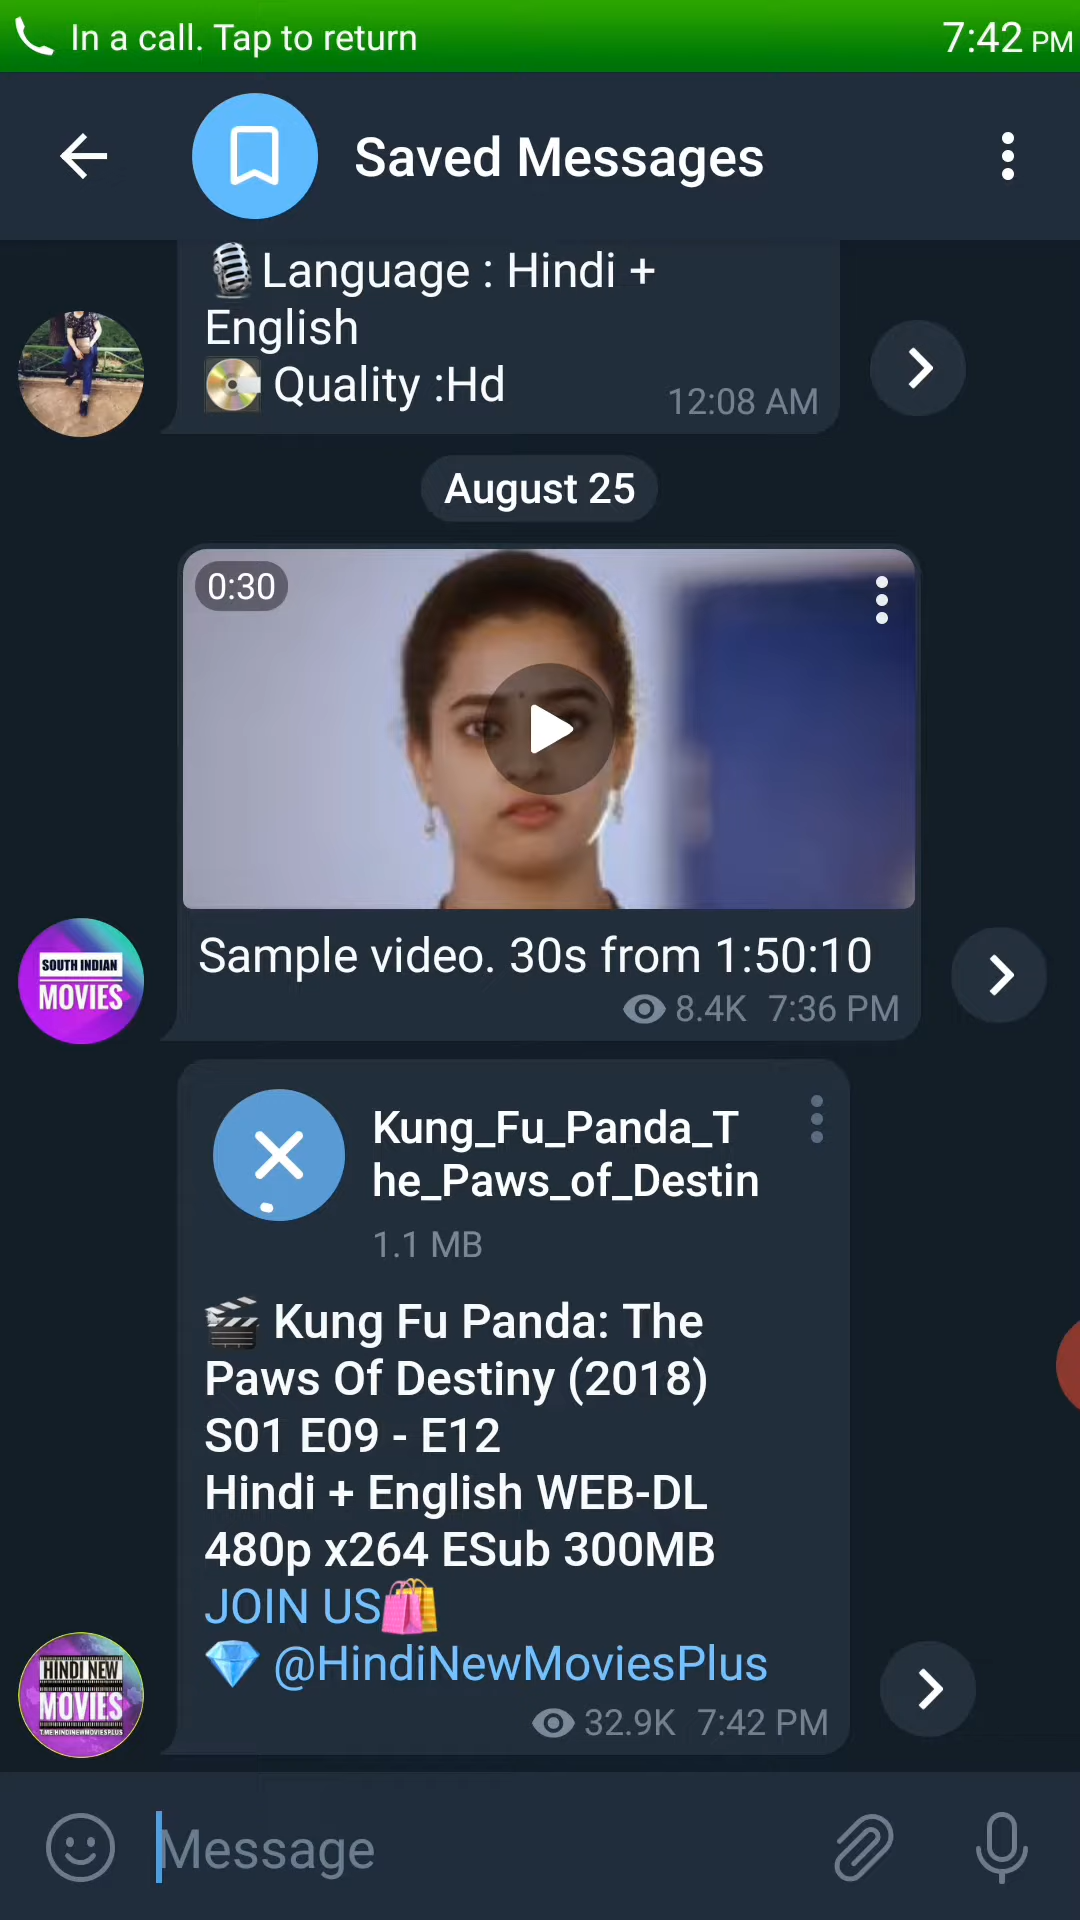 In a call. Tap to return
7:42 PM
Saved Messages
🎙Language : Hindi +
English
💿 Quality :Hd
12:08 AM
August 25
0:30
Sample video. 30s from 1:50:10
8.4K 7:36 PM
SOUTH INDIAN
MOVIES
Kung_Fu_Panda_T
he_Paws_of_Destin
1.1 MB
🎬 Kung Fu Panda: The
Paws Of Destiny (2018)
S01 E09 - E12
Hindi + English WEB-DL
480p x264 ESub 300MB
JOIN US🛍
💎 @HindiNewMoviesPlus
32.9K 7:42 PM
HINDI NEW
MOVIES
T.ME/HINDINEWMOVIESPLUS
Message